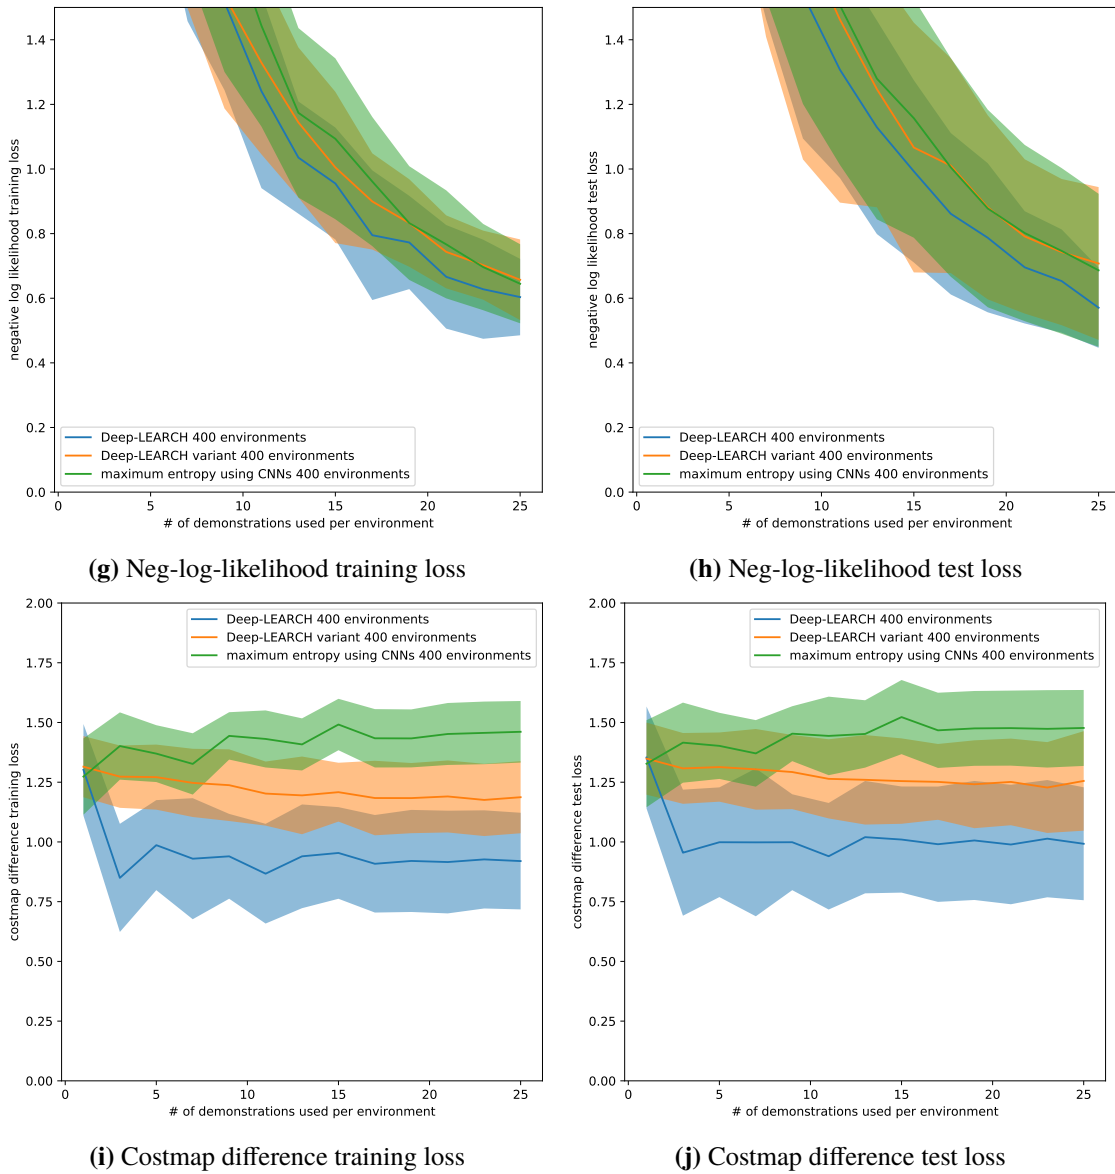 1.4
1.2
1.0
0.8
0.6
0.4
0.2
0.0
negative log likelihood training loss
Deep-LEARCH 400 environments
Deep-LEARCH variant 400 environments
maximum entropy using CNNs 400 environments
0 5 10 15 20 25
# of demonstrations used per environment
(g) Neg-log-likelihood training loss
1.4
1.2
1.0
0.8
0.6
0.4
0.2
0.0
negative log likelihood test loss
Deep-LEARCH 400 environments
Deep-LEARCH variant 400 environments
maximum entropy using CNNs 400 environments
0 5 10 15 20 25
# of demonstrations used per environment
(h) Neg-log-likelihood test loss
2.00
1.75
1.50
1.25
1.00
0.75
0.50
0.25
0.00
costmap difference training loss
Deep-LEARCH 400 environments
Deep-LEARCH variant 400 environments
maximum entropy using CNNs 400 environments
0 5 10 15 20 25
# of demonstrations used per environment
(i) Costmap difference training loss
2.00
1.75
1.50
1.25
1.00
0.75
0.50
0.25
0.00
costmap difference test loss
Deep-LEARCH 400 environments
Deep-LEARCH variant 400 environments
maximum entropy using CNNs 400 environments
0 5 10 15 20 25
# of demonstrations used per environment
(j) Costmap difference test loss